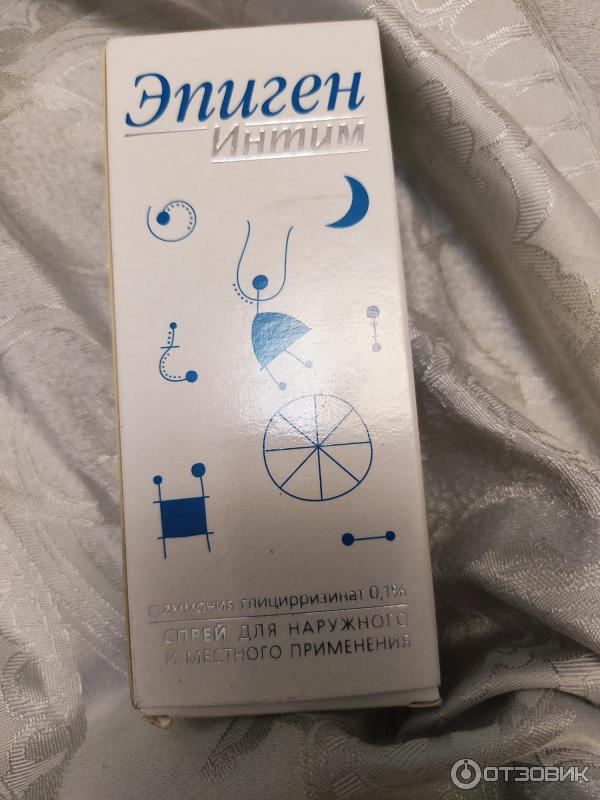 Эпиген
Интим
аммония глицирризинат 0,1%
СПРЕЙ ДЛЯ НАРУЖНОГО
И МЕСТНОГО ПРИМЕНЕНИЯ
ОТЗОВИК